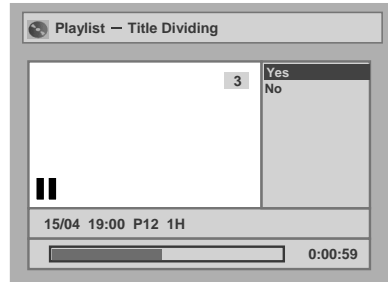 Playlist — Title Dividing
3
Yes
No
15/04 19:00 P12 1H
0:00:59